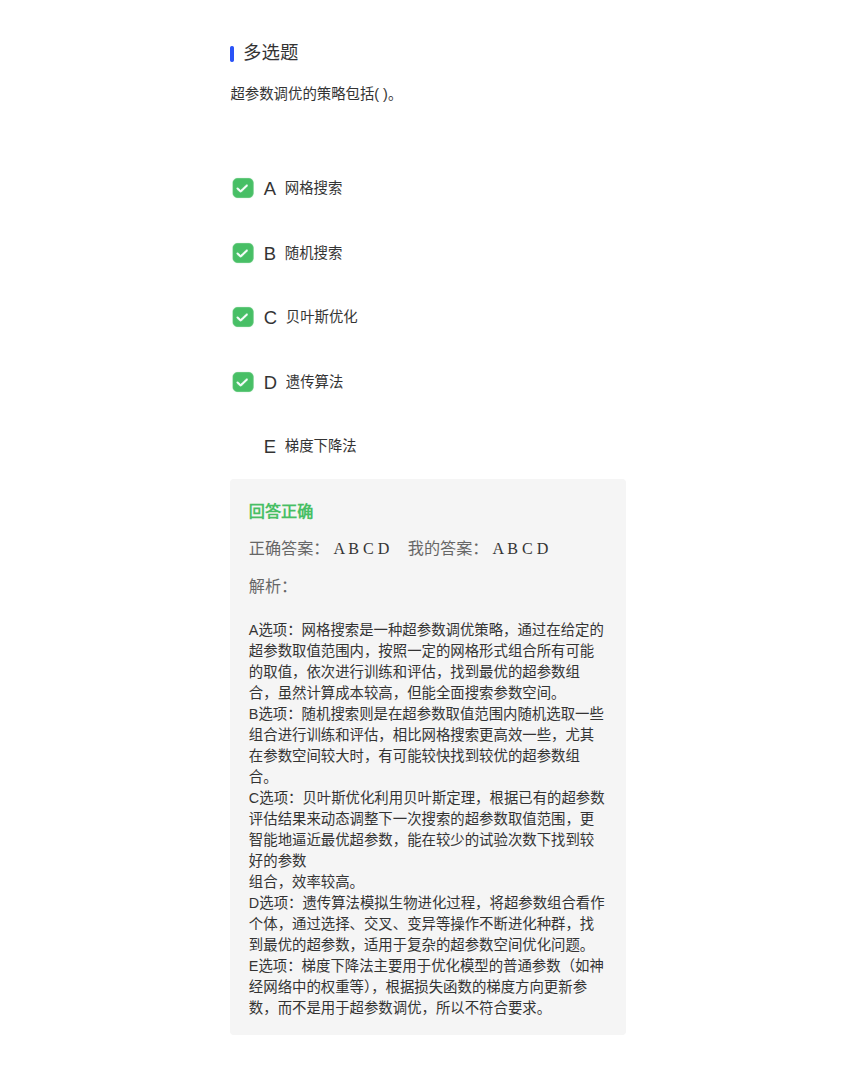 多选题
超参数调优的策略包括( )。
A 网格搜索
B 随机搜索
C 贝叶斯优化
D 遗传算法
E 梯度下降法
回答正确
正确答案： A B C D 我的答案： A B C D
解析：
A选项：网格搜索是一种超参数调优策略，通过在给定的
超参数取值范围内，按照一定的网格形式组合所有可能
的取值，依次进行训练和评估，找到最优的超参数组
合，虽然计算成本较高，但能全面搜索参数空间。
B选项：随机搜索则是在超参数取值范围内随机选取一些
组合进行训练和评估，相比网格搜索更高效一些，尤其
在参数空间较大时，有可能较快找到较优的超参数组
合。
C选项：贝叶斯优化利用贝叶斯定理，根据已有的超参数
评估结果来动态调整下一次搜索的超参数取值范围，更
智能地逼近最优超参数，能在较少的试验次数下找到较
好的参数
组合，效率较高。
D选项：遗传算法模拟生物进化过程，将超参数组合看作
个体，通过选择、交叉、变异等操作不断进化种群，找
到最优的超参数，适用于复杂的超参数空间优化问题。
E选项：梯度下降法主要用于优化模型的普通参数（如神
经网络中的权重等），根据损失函数的梯度方向更新参
数，而不是用于超参数调优，所以不符合要求。